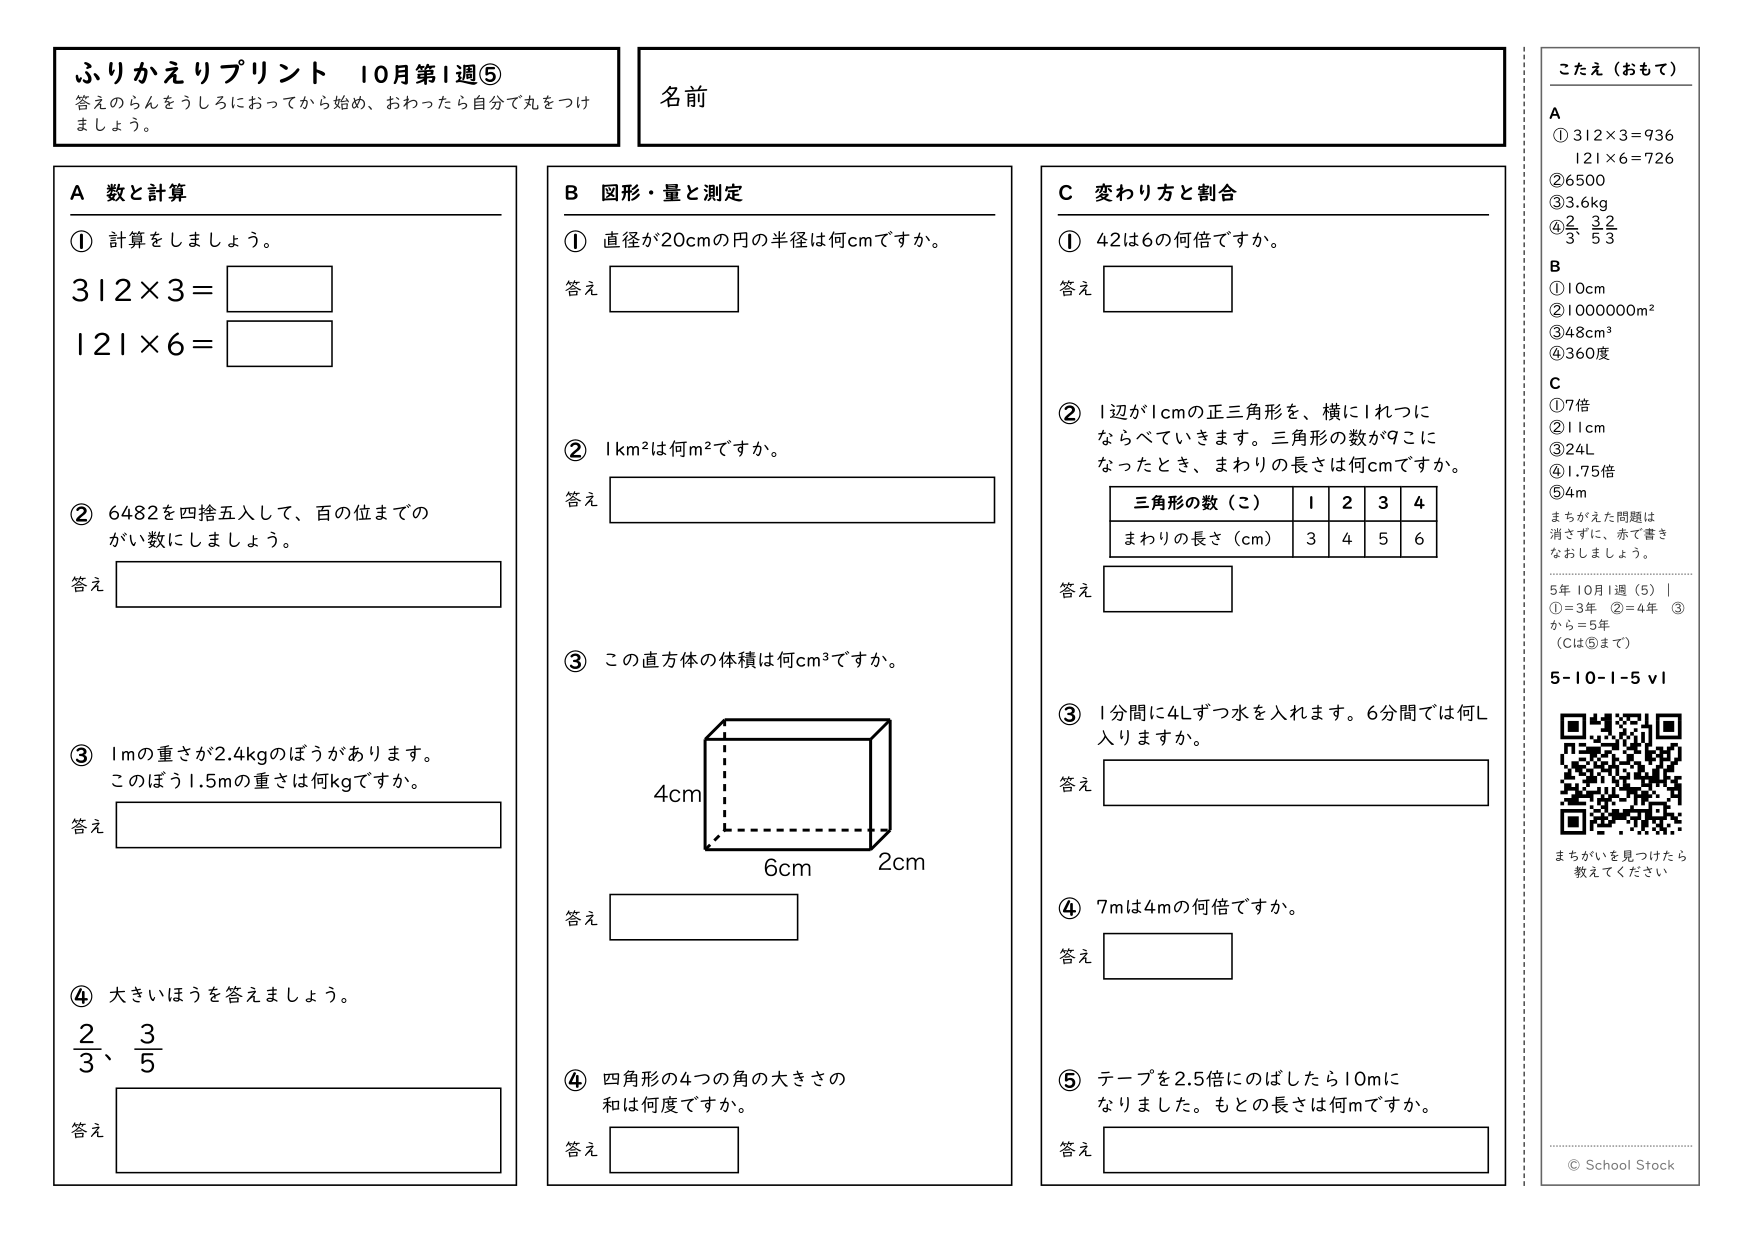 ふりかえりプリント　10月第1週⑤
答えのらんをうしろにおってから始め、おわったら自分で丸をつけ
ましょう。
名前
A　数と計算
① 計算をしましょう。
312×3＝
121×6＝
② 6482を四捨五入して、百の位までの
がい数にしましょう。
答え
③ 1mの重さが2.4kgのぼうがあります。
このぼう1.5mの重さは何kgですか。
答え
④ 大きいほうを答えましょう。
2/3、3/5
答え
B　図形・量と測定
① 直径が20cmの円の半径は何cmですか。
答え
② 1km²は何m²ですか。
答え
③ この直方体の体積は何cm³ですか。
4cm
6cm
2cm
答え
④ 四角形の4つの角の大きさの
和は何度ですか。
答え
C　変わり方と割合
① 42は6の何倍ですか。
答え
② 1辺が1cmの正三角形を、横に1れつに
ならべていきます。三角形の数が9こに
なったとき、まわりの長さは何cmですか。
三角形の数（こ） 1 2 3 4
まわりの長さ（cm） 3 4 5 6
答え
③ 1分間に4Lずつ水を入れます。6分間では何L
入りますか。
答え
④ 7mは4mの何倍ですか。
答え
⑤ テープを2.5倍にのばしたら10mに
なりました。もとの長さは何mですか。
答え
こたえ（おもて）
A
①312×3＝936
121×6＝726
②6500
③3.6kg
④2/3、3/5 2/3
B
①10cm
②1000000m²
③48cm³
④360度
C
①7倍
②11cm
③24L
④1.75倍
⑤4m
まちがえた問題は
消さずに、赤で書き
なおしましょう。
5年 10月1週（5）｜
①＝3年　②＝4年　③
から＝5年
（Cは⑤まで）
5-10-1-5 v1
まちがいを見つけたら
教えてください
© School Stock